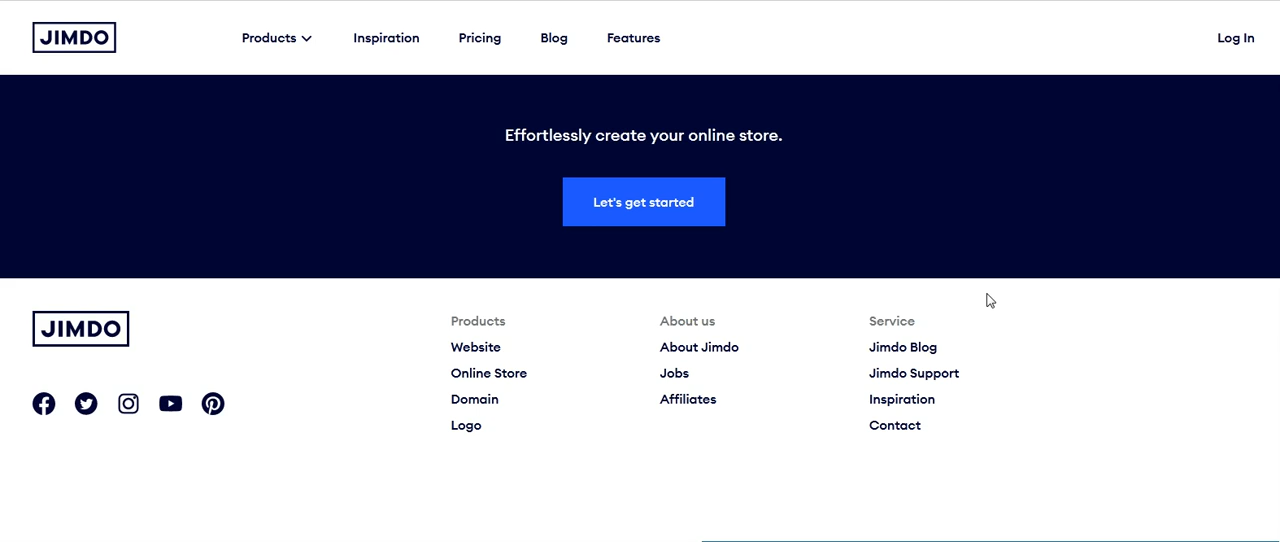 JIMDO Products Inspiration Pricing Blog Features Log In
Effortlessly create your online store.
Let's get started
JIMDO
Products
Website
Online Store
Domain
Logo
About us
About Jimdo
Jobs
Affiliates
Service
Jimdo Blog
Jimdo Support
Inspiration
Contact